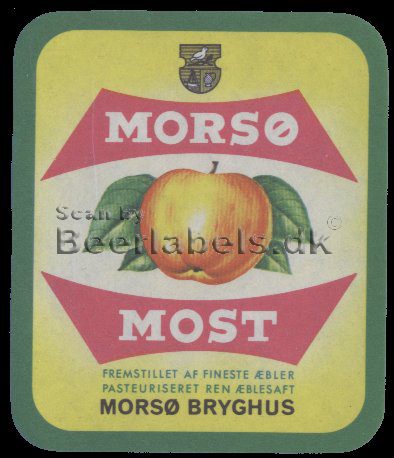 MORSØ
Scan by
Beerlabels.dk
©
MOST
FREMSTILLET AF FINESTE ÆBLER
PASTEURISERET REN ÆBLESAFT
MORSØ BRYGHUS